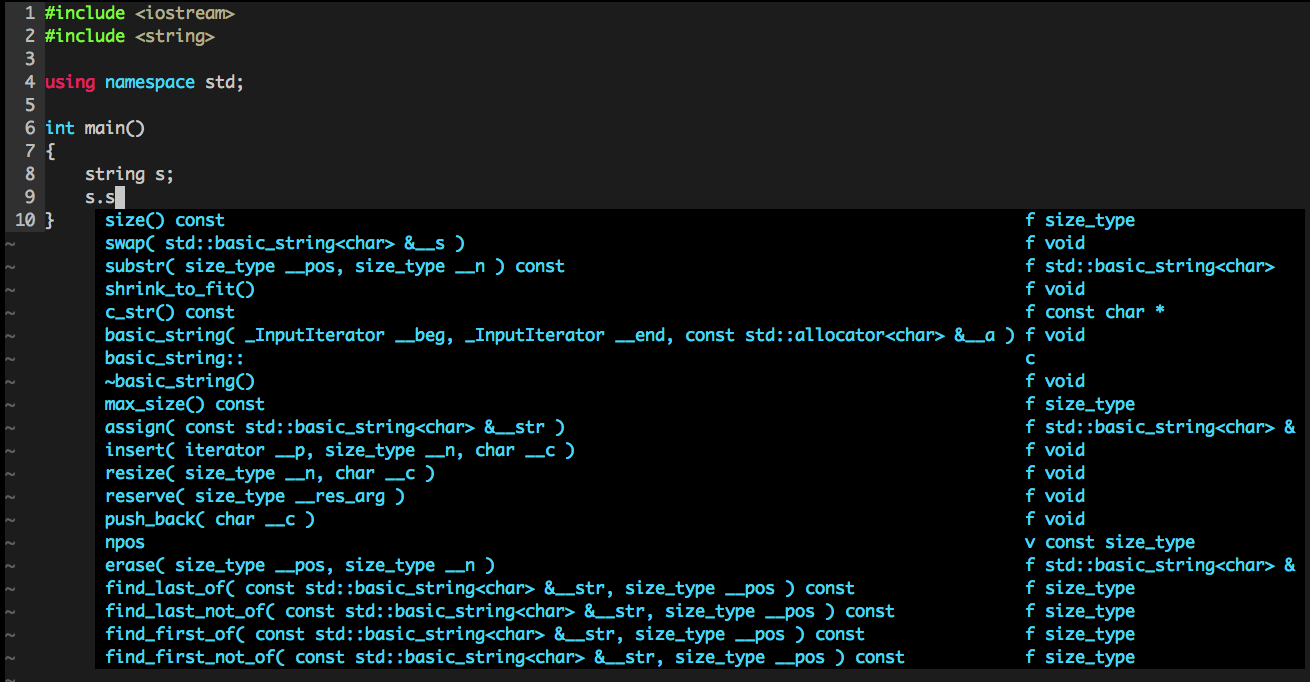 1 #include <iostream>
2 #include <string>
3
4 using namespace std;
5
6 int main()
7 {
8     string s;
9     s.s
10 }    size() const f size_type
~ swap( std::basic_string<char> &__s ) f void
~ substr( size_type __pos, size_type __n ) const f std::basic_string<char>
~ shrink_to_fit() f void
~ c_str() const f const char *
~ basic_string( _InputIterator __beg, _InputIterator __end, const std::allocator<char> &__a ) f void
~ basic_string:: c
~ ~basic_string() f void
~ max_size() const f size_type
~ assign( const std::basic_string<char> &__str ) f std::basic_string<char> &
~ insert( iterator __p, size_type __n, char __c ) f void
~ resize( size_type __n, char __c ) f void
~ reserve( size_type __res_arg ) f void
~ push_back( char __c ) f void
~ npos v const size_type
~ erase( size_type __pos, size_type __n ) f std::basic_string<char> &
~ find_last_of( const std::basic_string<char> &__str, size_type __pos ) const f size_type
~ find_last_not_of( const std::basic_string<char> &__str, size_type __pos ) const f size_type
~ find_first_of( const std::basic_string<char> &__str, size_type __pos ) const f size_type
~ find_first_not_of( const std::basic_string<char> &__str, size_type __pos ) const f size_type
~